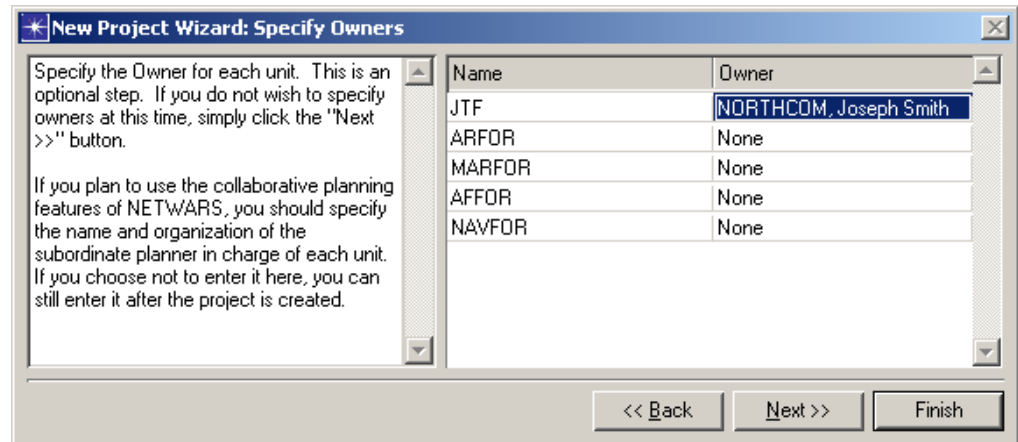 New Project Wizard: Specify Owners
Specify the Owner for each unit.  This is an
optional step.  If you do not wish to specify
owners at this time, simply click the "Next
>>" button.
If you plan to use the collaborative planning
features of NETWARS, you should specify
the name and organization of the
subordinate planner in charge of each unit.
If you choose not to enter it here, you can
still enter it after the project is created.
Name Owner
JTF NORTHCOM, Joseph Smith
ARFOR None
MARFOR None
AFFOR None
NAVFOR None
<< Back Next >> Finish